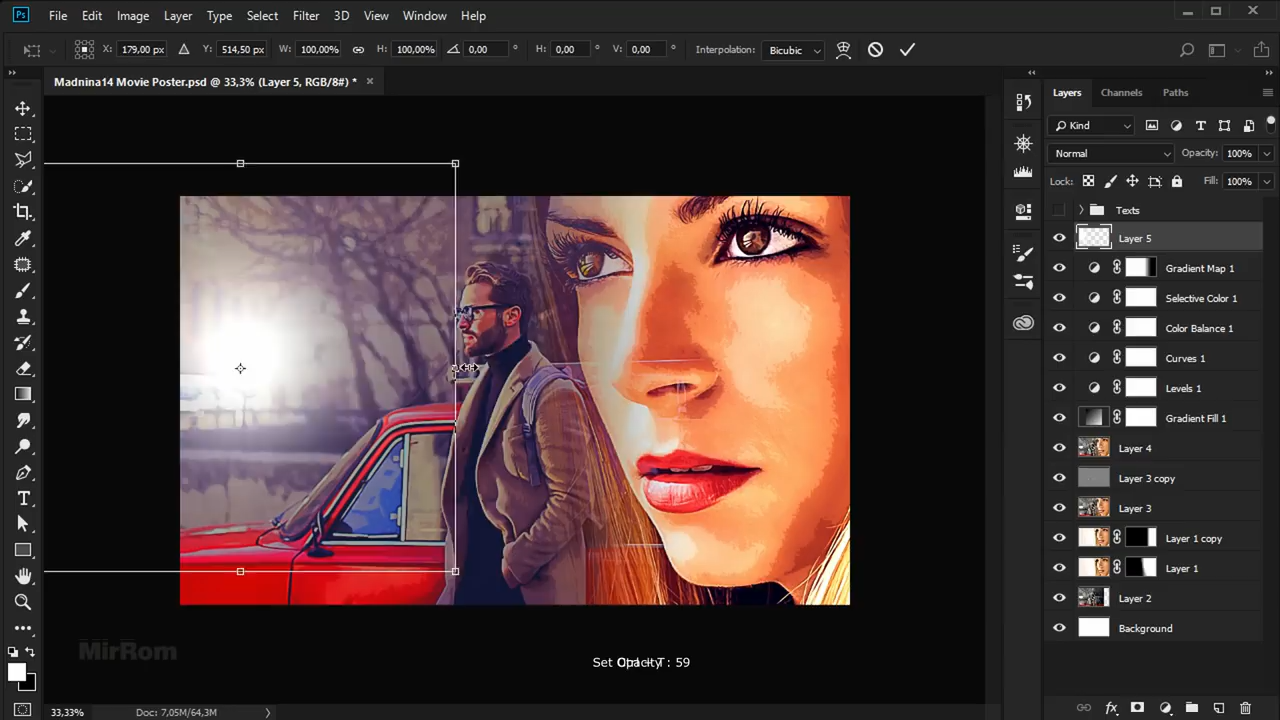 Ps File Edit Image Layer Type Select Filter 3D View Window Help
X: 179,00 px Y: 514,50 px W: 100,00% H: 100,00% 0,00 ° H: 0,00 ° V: 0,00 ° Interpolation: Bicubic
Madnina14 Movie Poster.psd @ 33,3% (Layer 5, RGB/8#) *
Layers Channels Paths
Kind
Normal Opacity: 100%
Lock: Fill: 100%
Texts
Layer 5
Gradient Map 1
Selective Color 1
Color Balance 1
Curves 1
Levels 1
Gradient Fill 1
Layer 4
Layer 3 copy
Layer 3
Layer 1 copy
Layer 1
Layer 2
Background
MirRom
Set Opacity : 59
Ctrl + T
33,33% Doc: 7,05M/64,3M